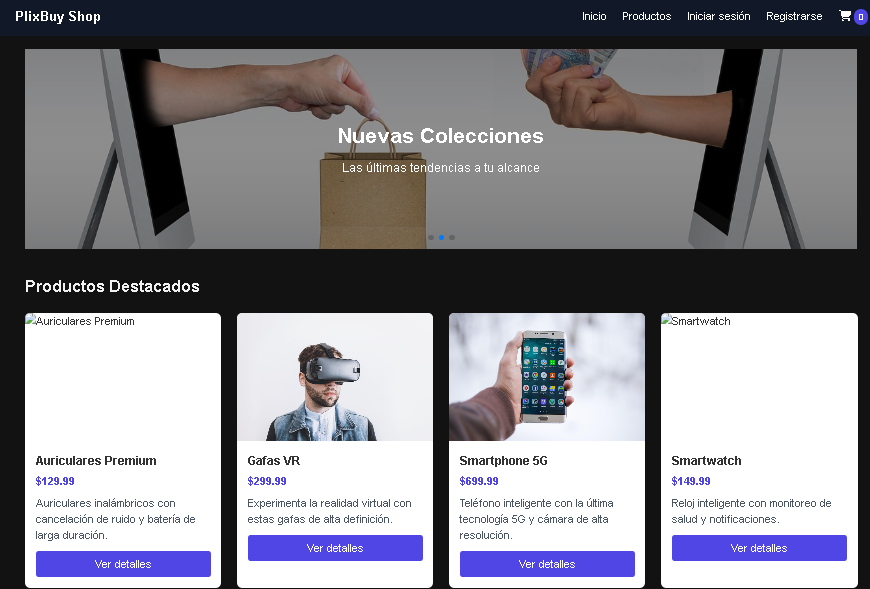 PlixBuy Shop
Inicio Productos Iniciar sesión Registrarse 0
Nuevas Colecciones
Las últimas tendencias a tu alcance
Productos Destacados
Auriculares Premium
Auriculares Premium
$129.99
Auriculares inalámbricos con
cancelación de ruido y batería de
larga duración.
Ver detalles
Gafas VR
$299.99
Experimenta la realidad virtual con
estas gafas de alta definición.
Ver detalles
Smartphone 5G
$699.99
Teléfono inteligente con la última
tecnología 5G y cámara de alta
resolución.
Ver detalles
Smartwatch
Smartwatch
$149.99
Reloj inteligente con monitoreo de
salud y notificaciones.
Ver detalles